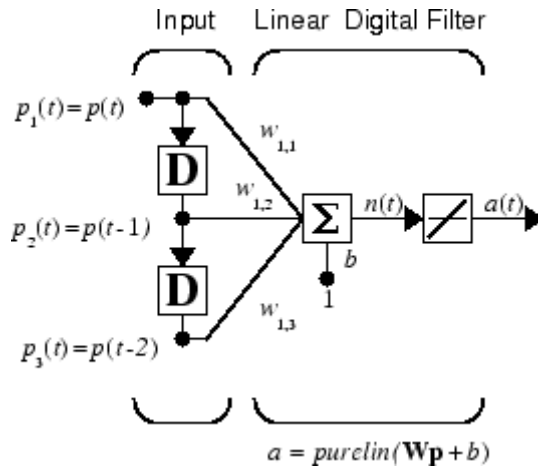 Input Linear Digital Filter
p₁(t)=p(t)
w₁,₁
D
w₁,₂
p₂(t)=p(t-1)
Σ
n(t)
a(t)
b
D
1
w₁,₃
p₃(t)=p(t-2)
a = purelin(Wp+b)